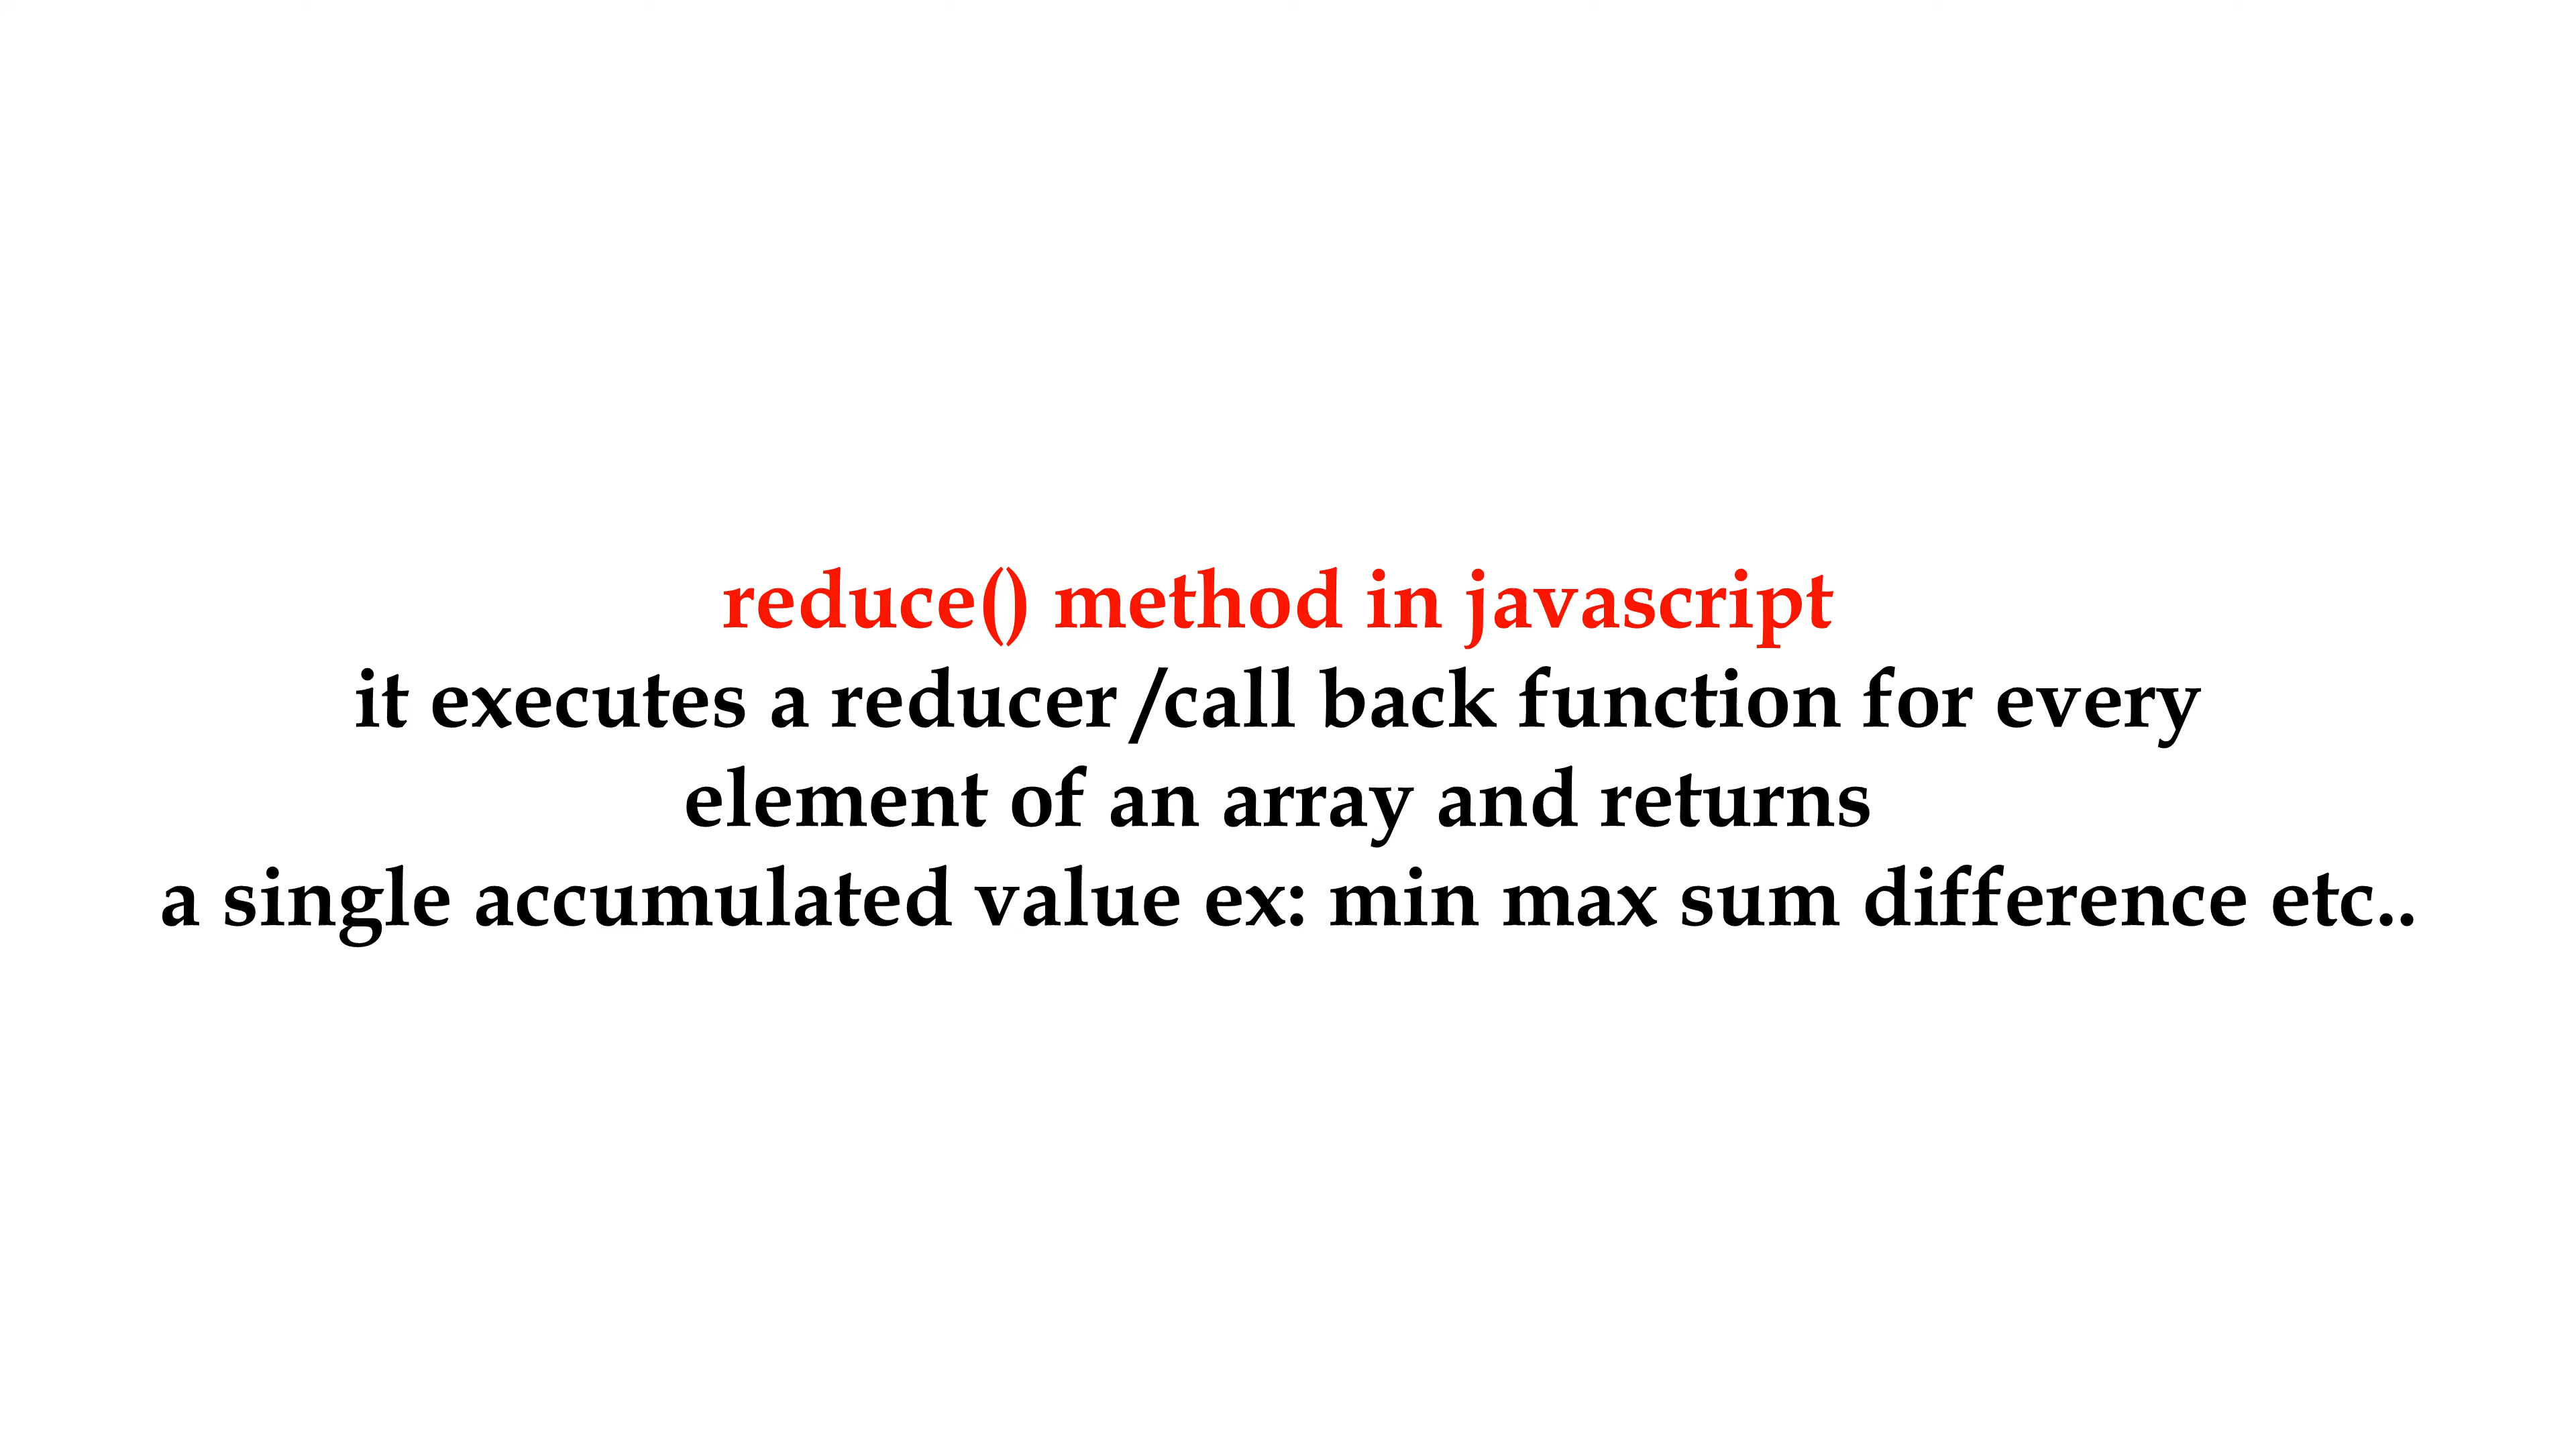 reduce() method in javascript
it executes a reducer /call back function for every
element of an array and returns
a single accumulated value ex: min max sum difference etc..